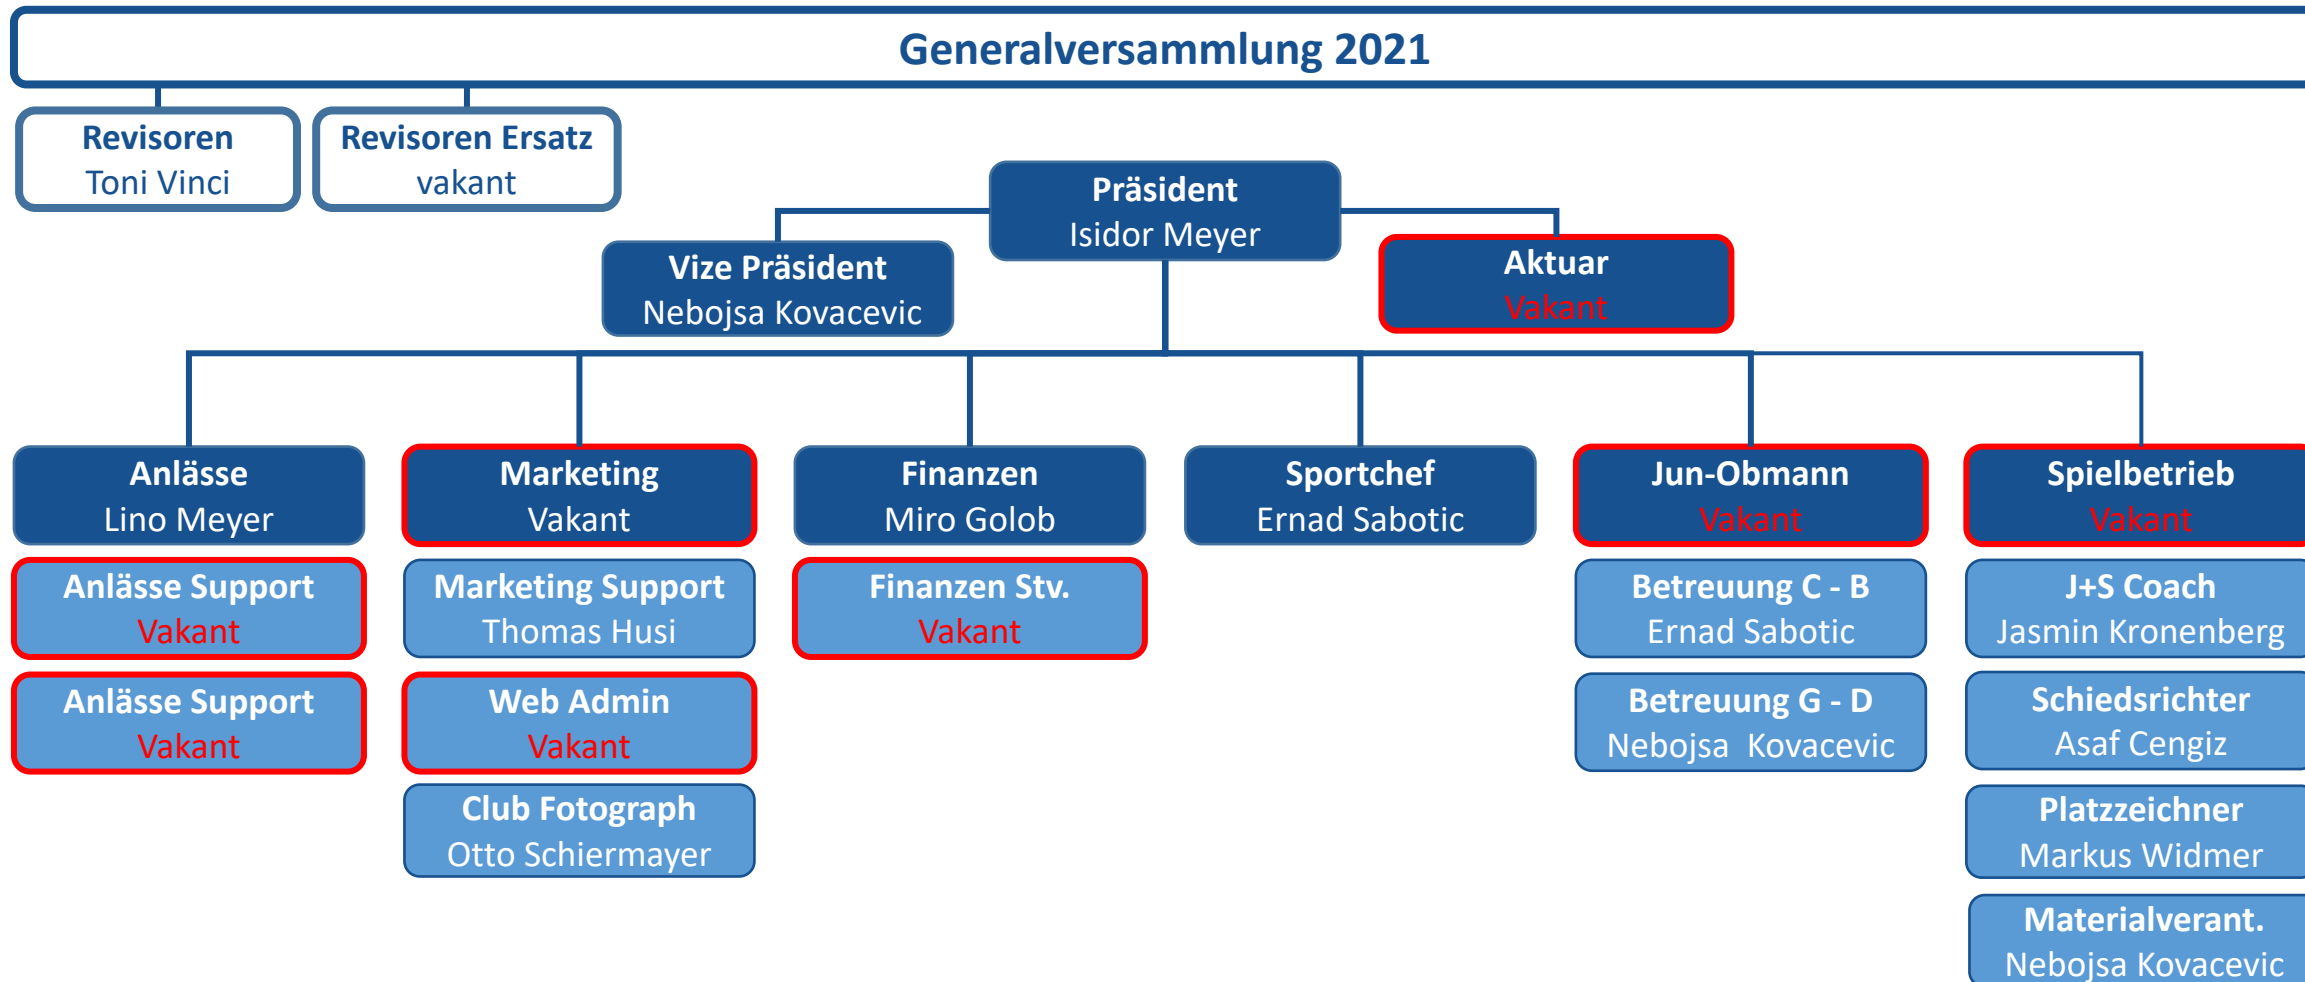 Generalversammlung 2021
Revisoren
Toni Vinci
Revisoren Ersatz
vakant
Präsident
Isidor Meyer
Vize Präsident
Nebojsa Kovacevic
Aktuar
Vakant
Anlässe
Lino Meyer
Anlässe Support
Vakant
Anlässe Support
Vakant
Marketing
Vakant
Marketing Support
Thomas Husi
Web Admin
Vakant
Club Fotograph
Otto Schiermayer
Finanzen
Miro Golob
Finanzen Stv.
Vakant
Sportchef
Ernad Sabotic
Jun-Obmann
Vakant
Betreuung C - B
Ernad Sabotic
Betreuung G - D
Nebojsa  Kovacevic
Spielbetrieb
Vakant
J+S Coach
Jasmin Kronenberg
Schiedsrichter
Asaf Cengiz
Platzzeichner
Markus Widmer
Materialverant.
Nebojsa Kovacevic